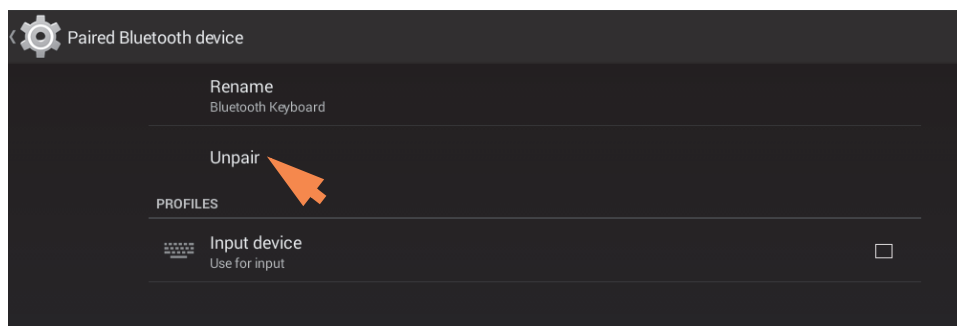 Paired Bluetooth device
Rename
Bluetooth Keyboard
Unpair
PROFILES
Input device
Use for input